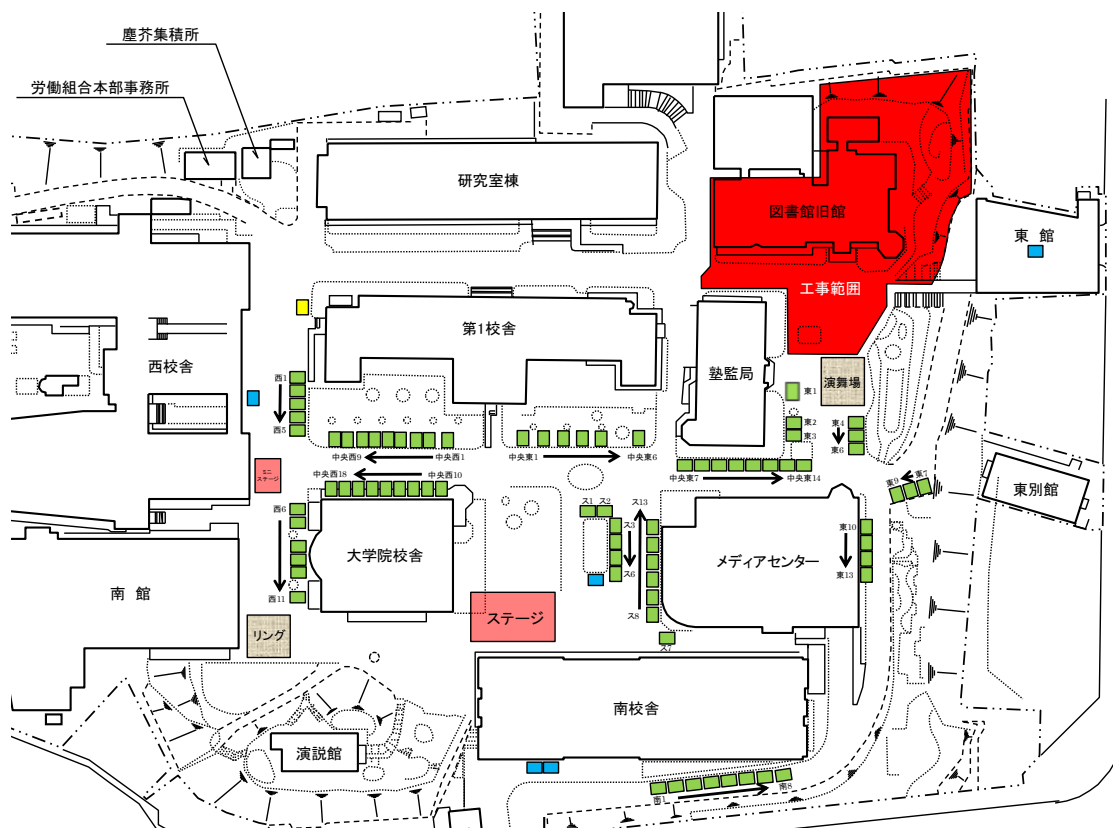 塵芥集積所
労働組合本部事務所
研究室棟
図書館旧館
東 館
工事範囲
第1校舎
西校舎
塾監局
演舞場
西1
西5
東1
東2
東3
東4
東6
中央西9
中央西1
中央東1
中央東6
中央西18
中央西10
中央東7
中央東14
ミニ
ステージ
東9
東7
東別館
西6
西11
大学院校舎
ス1
ス2
ス13
ス3
ス6
ス8
ス7
メディアセンター
東10
東13
南 館
リング
ステージ
南校舎
演説館
南1
南8